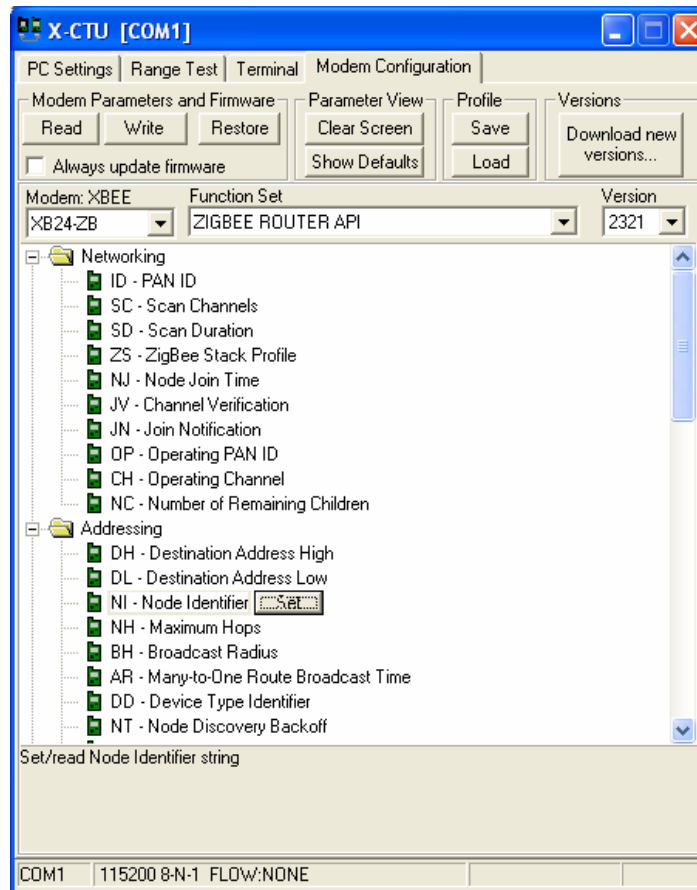 X-CTU [COM1]
PC Settings Range Test Terminal Modem Configuration
Modem Parameters and Firmware Parameter View Profile Versions
Read Write Restore Clear Screen Save Download new versions...
Always update firmware Show Defaults Load
Modem: XBEE Function Set Version
XB24-ZB ZIGBEE ROUTER API 2321
Networking
ID - PAN ID
SC - Scan Channels
SD - Scan Duration
ZS - ZigBee Stack Profile
NJ - Node Join Time
JV - Channel Verification
JN - Join Notification
OP - Operating PAN ID
CH - Operating Channel
NC - Number of Remaining Children
Addressing
DH - Destination Address High
DL - Destination Address Low
NI - Node Identifier Set
NH - Maximum Hops
BH - Broadcast Radius
AR - Many-to-One Route Broadcast Time
DD - Device Type Identifier
NT - Node Discovery Backoff
Set/read Node Identifier string
COM1 115200 8-N-1 FLOW:NONE